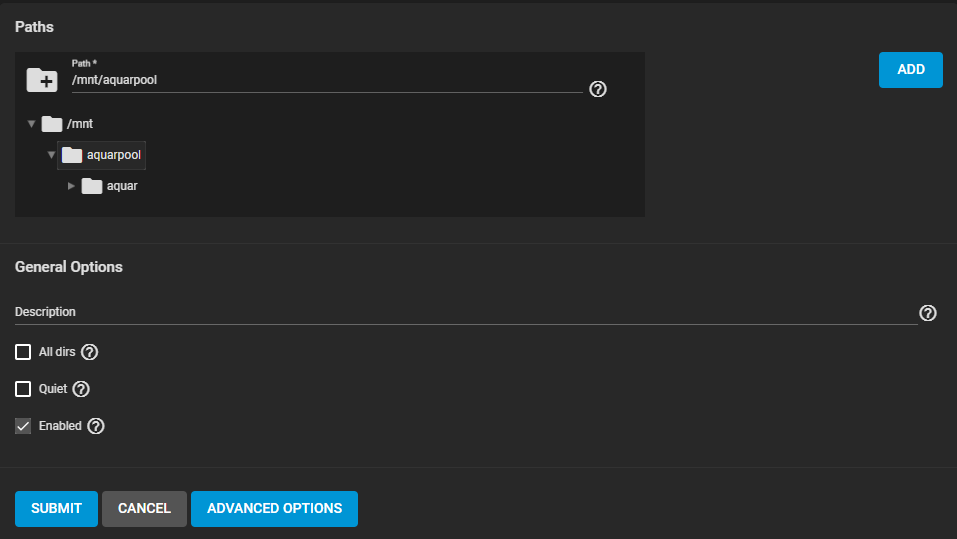 Paths
Path *
/mnt/aquarpool
ADD
/mnt
aquarpool
aquar
General Options
Description
All dirs
Quiet
Enabled
SUBMIT CANCEL ADVANCED OPTIONS